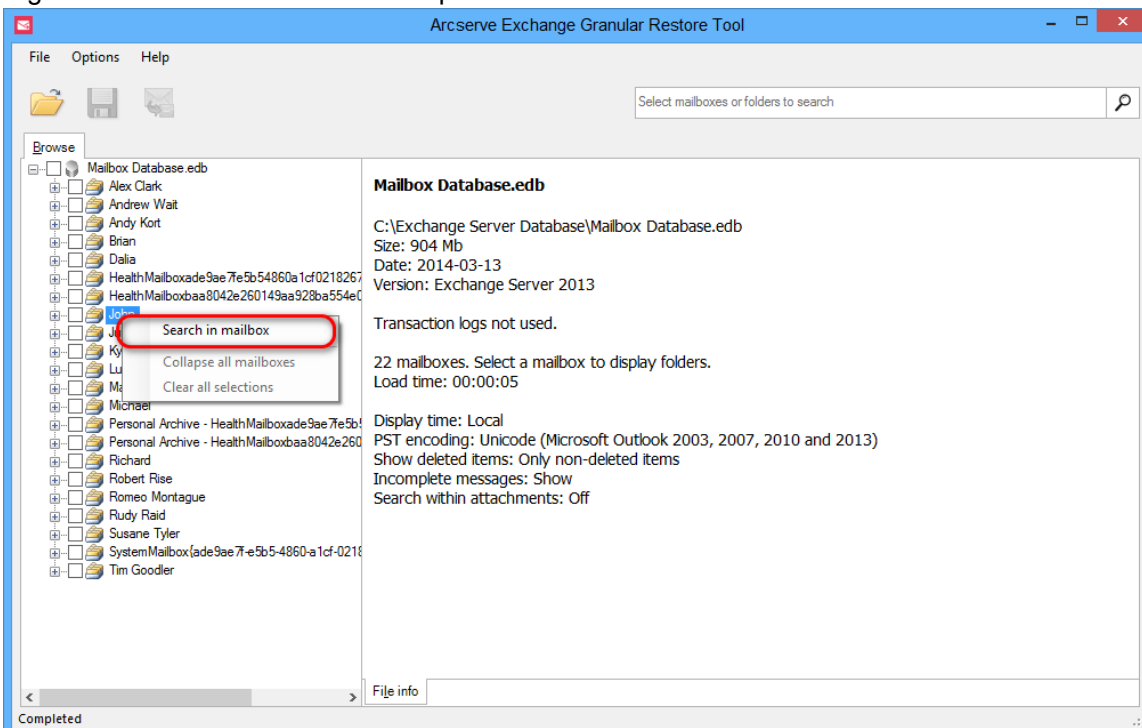 Arcserve Exchange Granular Restore Tool
File Options Help
Select mailboxes or folders to search
Browse
Mailbox Database.edb
Alex Clark
Andrew Wait
Andy Kort
Brian
Dalia
HealthMailboxade9ae7fe5b54860a1cf0218267
HealthMailboxbaa8042e260149aa928ba554e0
John
Search in mailbox
Ky
Lu
Collapse all mailboxes
Ma
Clear all selections
Michael
Personal Archive - HealthMailboxade9ae7fe5b5
Personal Archive - HealthMailboxbaa8042e260
Richard
Robert Rise
Romeo Montague
Rudy Raid
Susane Tyler
SystemMailbox{ade9ae7f-e5b5-4860-a1cf-0218
Tim Goodler
Mailbox Database.edb
C:\Exchange Server Database\Mailbox Database.edb
Size: 904 Mb
Date: 2014-03-13
Version: Exchange Server 2013
Transaction logs not used.
22 mailboxes. Select a mailbox to display folders.
Load time: 00:00:05
Display time: Local
PST encoding: Unicode (Microsoft Outlook 2003, 2007, 2010 and 2013)
Show deleted items: Only non-deleted items
Incomplete messages: Show
Search within attachments: Off
File info
Completed